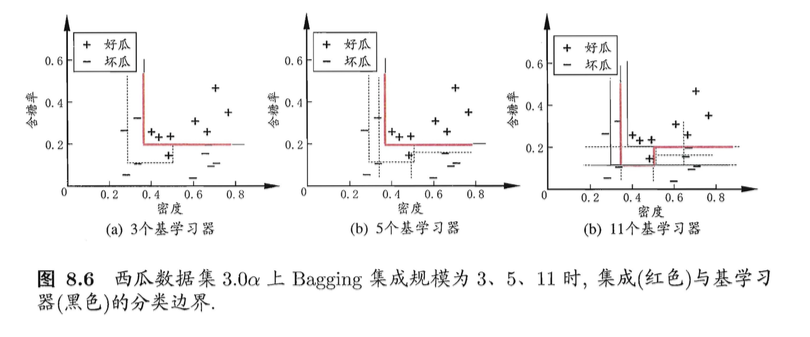 + 好瓜
− 坏瓜
含糖率
0.6
0.4
0.2
0
0.2
0.4
0.6
0.8
密度
(a) 3个基学习器
+ 好瓜
− 坏瓜
含糖率
0.6
0.4
0.2
0
0.2
0.4
0.6
0.8
密度
(b) 5个基学习器
+ 好瓜
− 坏瓜
含糖率
0.6
0.4
0.2
0
0.2
0.4
0.6
0.8
密度
(b) 11个基学习器
图 8.6 西瓜数据集 3.0α 上 Bagging 集成规模为 3、5、11 时, 集成(红色)与基学习
器(黑色)的分类边界.